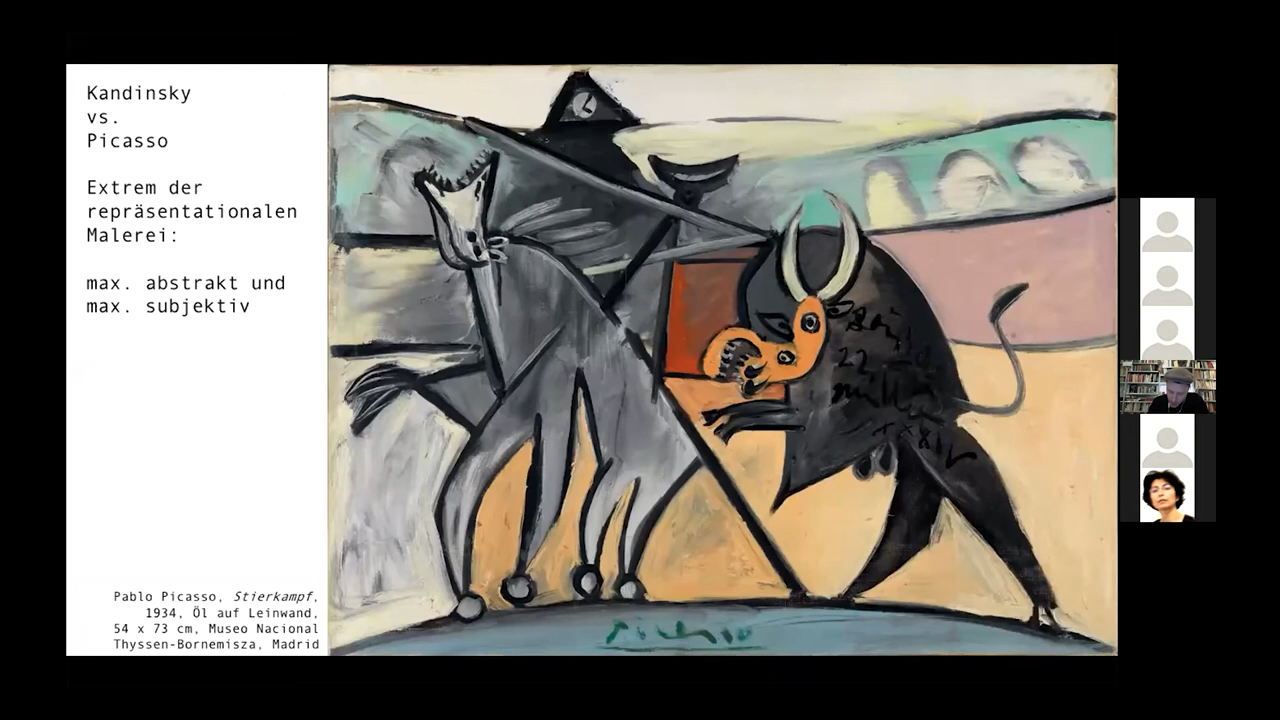 Kandinsky
vs.
Picasso
Extrem der
repräsentationalen
Malerei:
max. abstrakt und
max. subjektiv
Pablo Picasso, Stierkampf,
1934, Öl auf Leinwand,
54 x 73 cm, Museo Nacional
Thyssen-Bornemisza, Madrid
22
Picasso